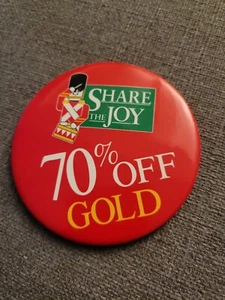 SHARE
THE JOY
70% OFF
GOLD